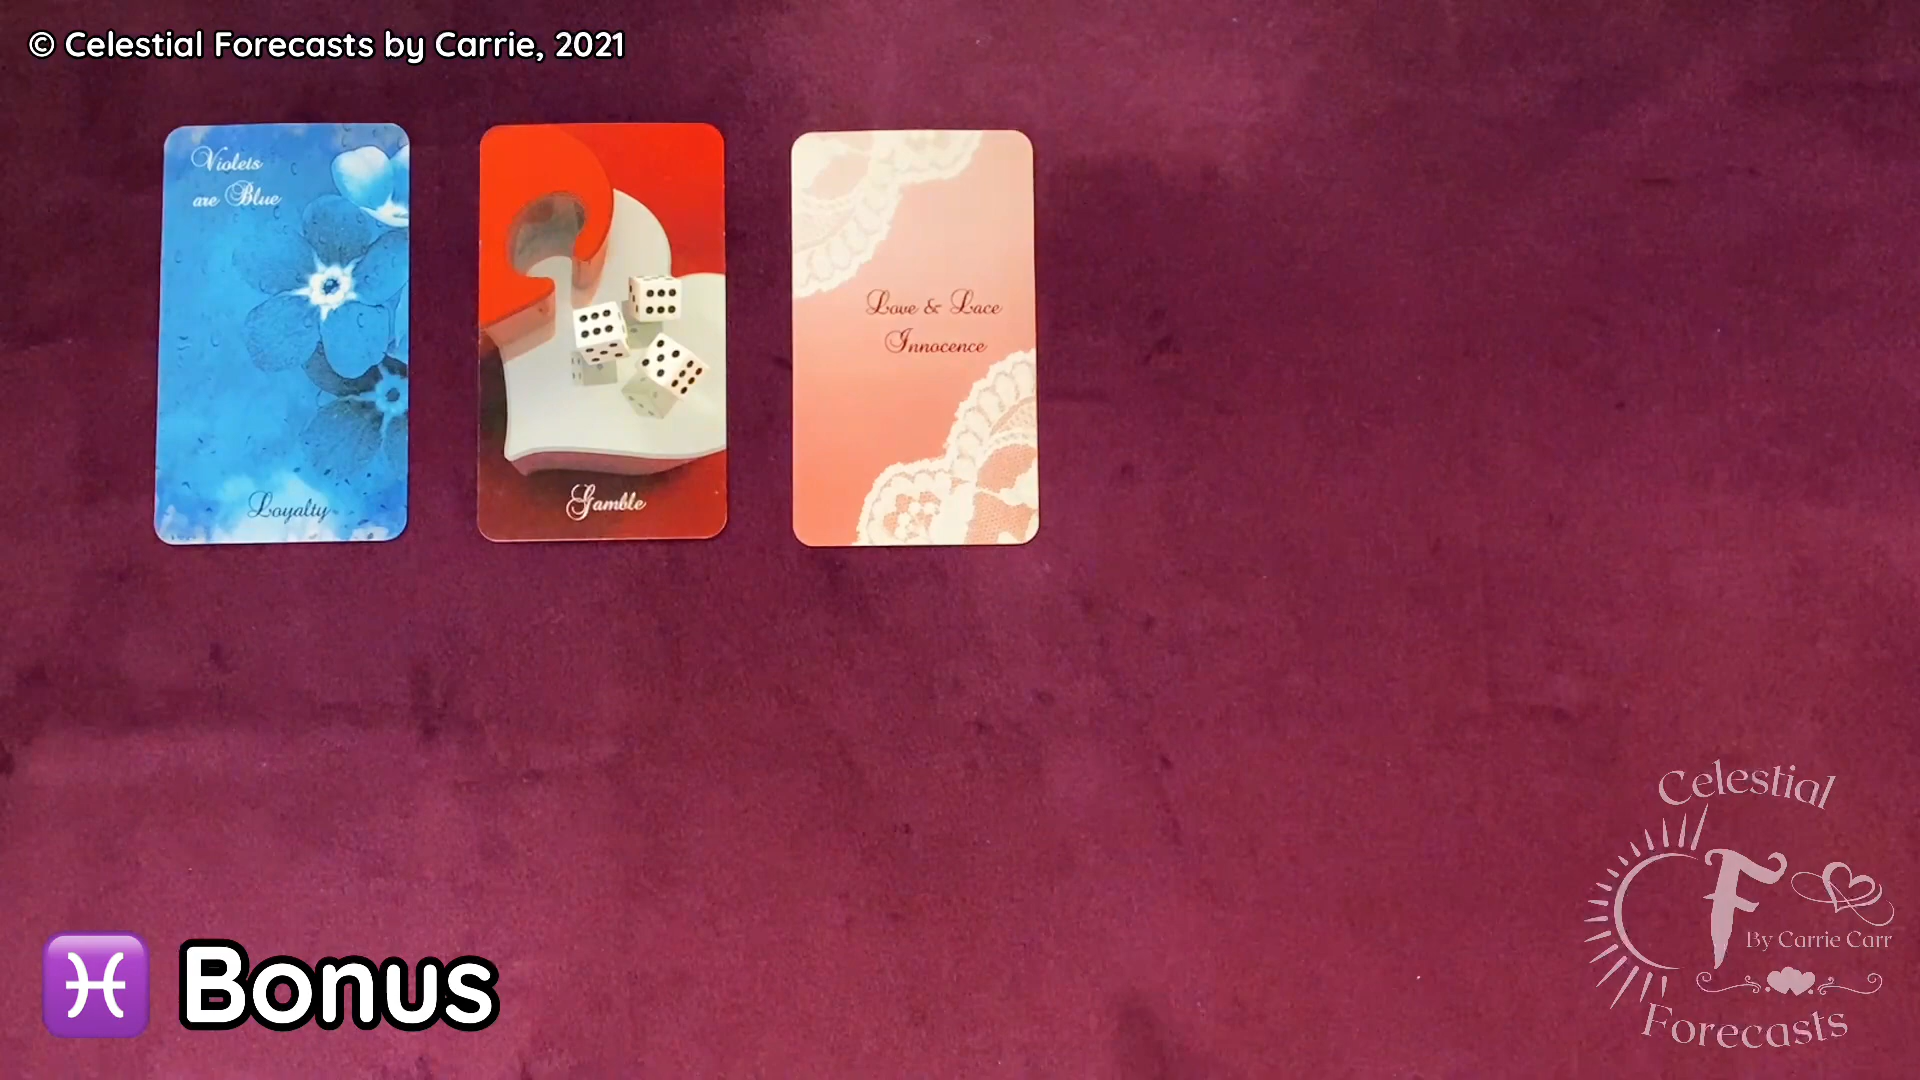 © Celestial Forecasts by Carrie, 2021
Violets
are Blue
Loyalty
Gamble
Love & Lace
Innocence
♓ Bonus
Celestial
F
By Carrie Carr
Forecasts